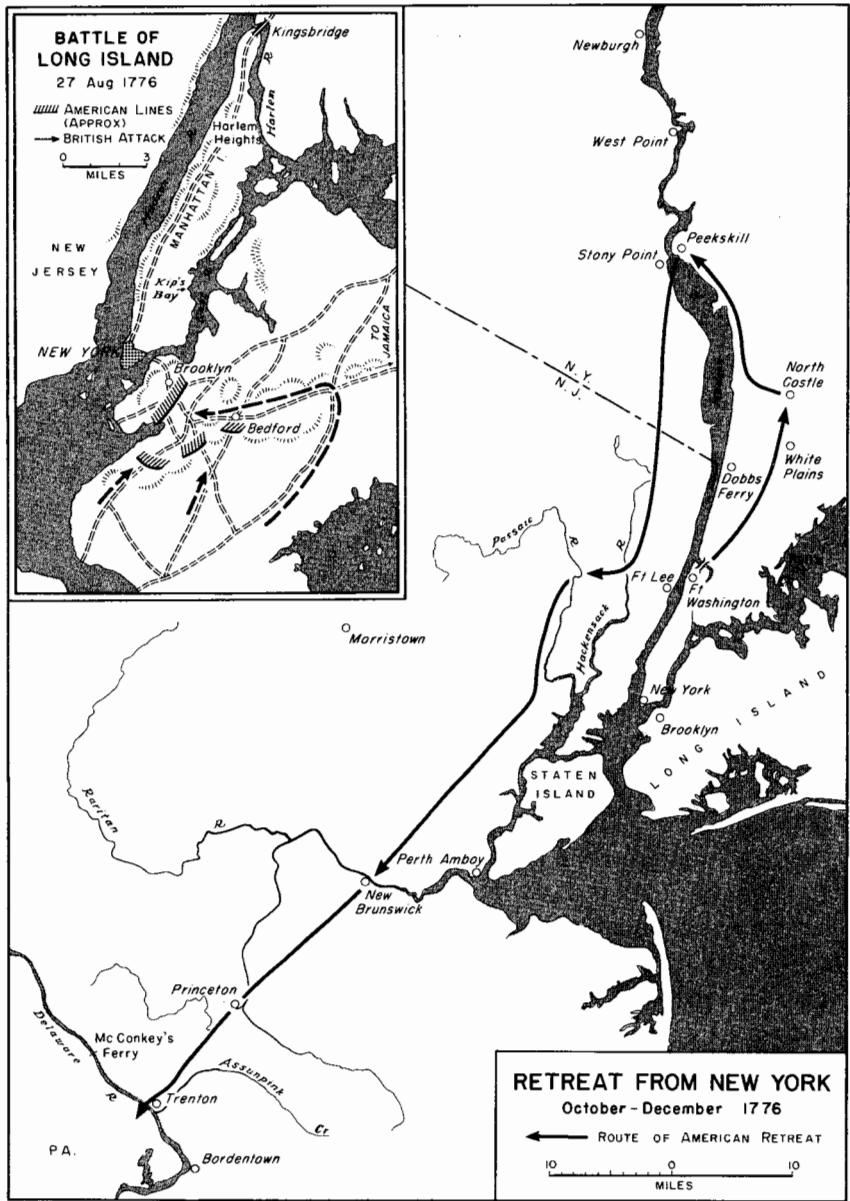 BATTLE OF
LONG ISLAND
27 Aug 1776
AMERICAN LINES
(APPROX)
BRITISH ATTACK
0 3
MILES
Kingsbridge
R
Harlem
Harlem
Heights
MANHATTAN I
NEW
JERSEY
Kip's
Bay
NEW YORK
Brooklyn
Bedford
TO
JAMAICA
Newburgh
West Point
Peekskill
Stony Point
N. Y.
N. J.
North
Castle
White
Plains
Dobbs
Ferry
Passaic
R
R
Hackensack
Ft Lee
Ft
Washington
Morristown
New York
Brooklyn
LONG ISLAND
STATEN
ISLAND
Raritan
R
Perth Amboy
New
Brunswick
Princeton
Delaware
R
Mc Conkey's
Ferry
Assunpink
Cr
Trenton
PA.
Bordentown
RETREAT FROM NEW YORK
October-December 1776
ROUTE OF AMERICAN RETREAT
10 0 10
MILES